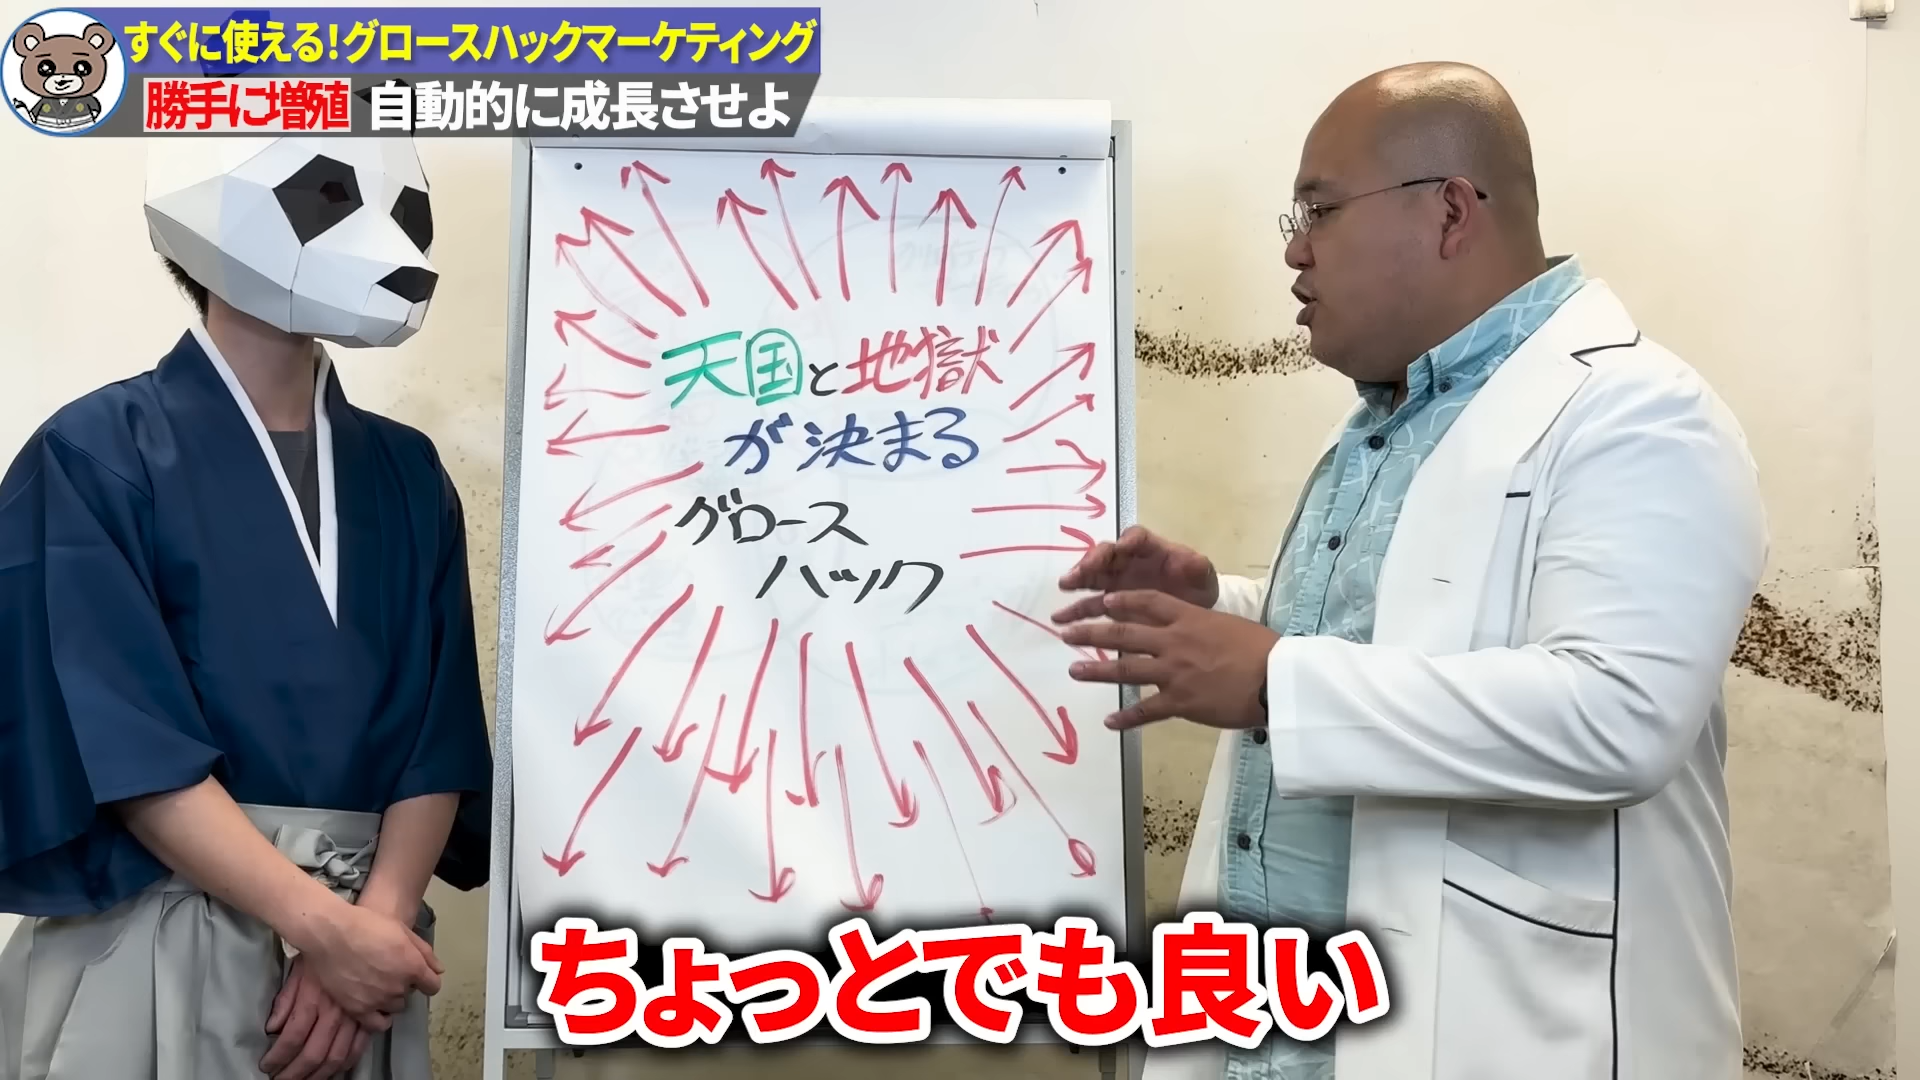 すぐに使える!グロースハックマーケティング
勝手に増殖 自動的に成長させよ
天国と地獄
が決まる
グロース
ハック
ちょっとでも良い